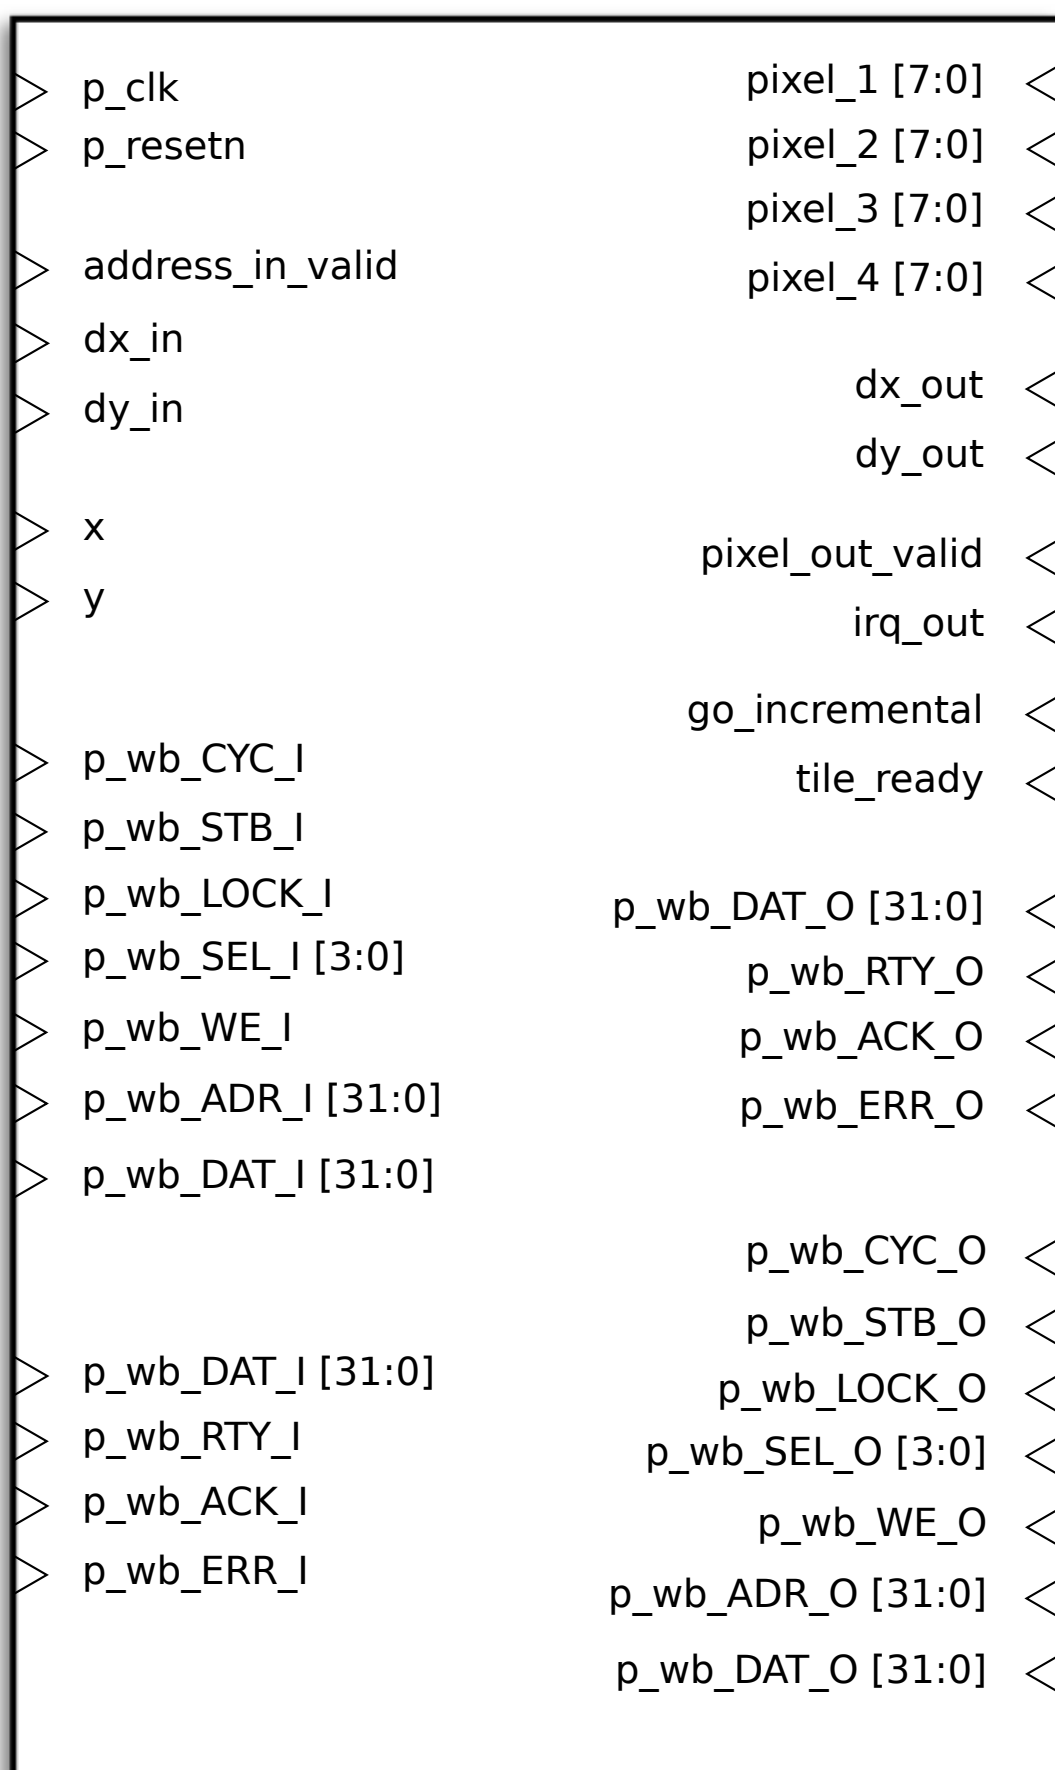 p_clk
p_resetn
address_in_valid
dx_in
dy_in
x
y
p_wb_CYC_I
p_wb_STB_I
p_wb_LOCK_I
p_wb_SEL_I [3:0]
p_wb_WE_I
p_wb_ADR_I [31:0]
p_wb_DAT_I [31:0]
p_wb_DAT_I [31:0]
p_wb_RTY_I
p_wb_ACK_I
p_wb_ERR_I
pixel_1 [7:0]
pixel_2 [7:0]
pixel_3 [7:0]
pixel_4 [7:0]
dx_out
dy_out
pixel_out_valid
irq_out
go_incremental
tile_ready
p_wb_DAT_O [31:0]
p_wb_RTY_O
p_wb_ACK_O
p_wb_ERR_O
p_wb_CYC_O
p_wb_STB_O
p_wb_LOCK_O
p_wb_SEL_O [3:0]
p_wb_WE_O
p_wb_ADR_O [31:0]
p_wb_DAT_O [31:0]